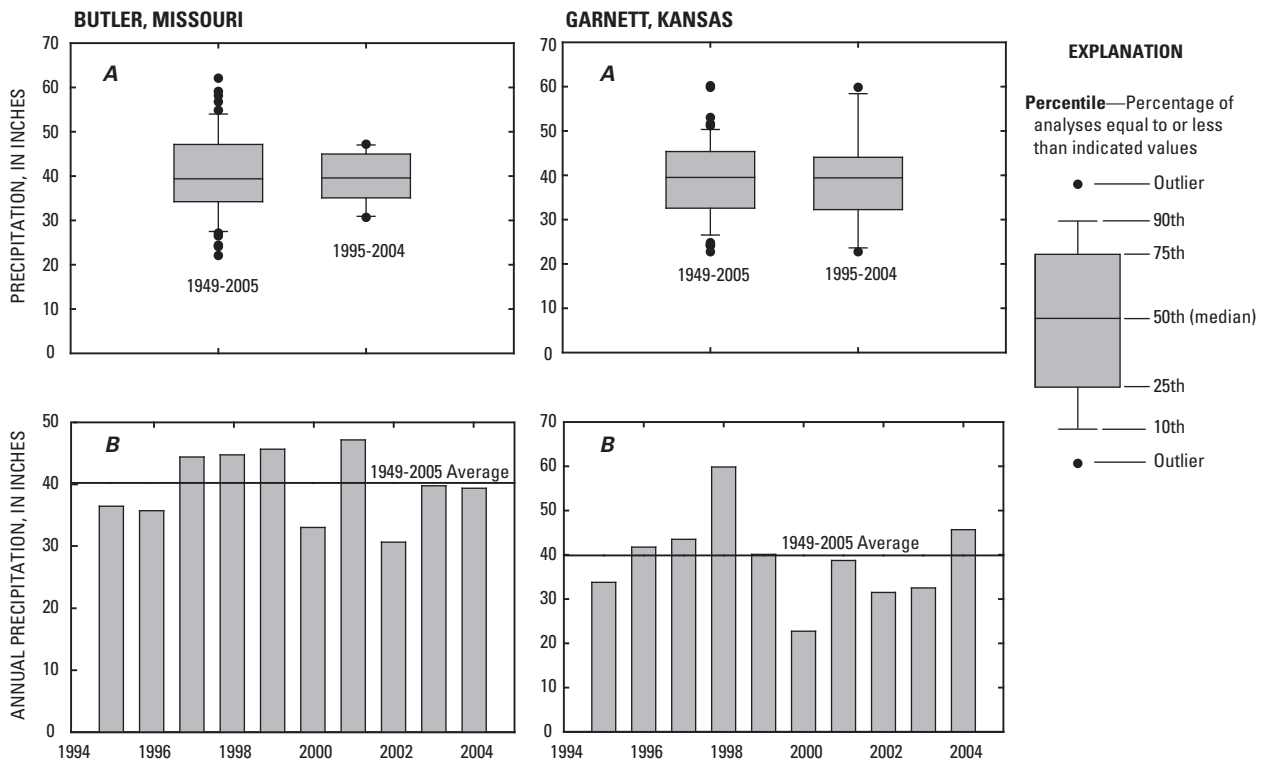 BUTLER, MISSOURI
PRECIPITATION, IN INCHES
70
60
50
40
30
20
10
0
A
1949-2005
1995-2004
GARNETT, KANSAS
70
60
50
40
30
20
10
0
A
1949-2005
1995-2004
EXPLANATION
Percentile—Percentage of
analyses equal to or less
than indicated values
Outlier
90th
75th
50th (median)
25th
10th
Outlier
ANNUAL PRECIPITATION, IN INCHES
50
40
30
20
10
0
B
1949-2005 Average
1994 1996 1998 2000 2002 2004
70
60
50
40
30
20
10
0
B
1949-2005 Average
1994 1996 1998 2000 2002 2004